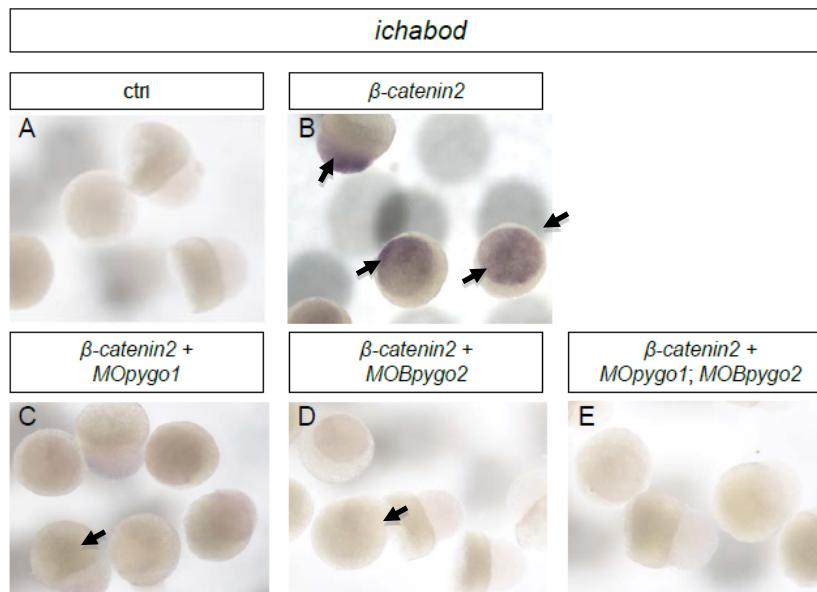 ichabod
ctrl
β-catenin2
A
B
β-catenin2 +
MOpygo1
β-catenin2 +
MOBpygo2
β-catenin2 +
MOpygo1; MOBpygo2
C
D
E